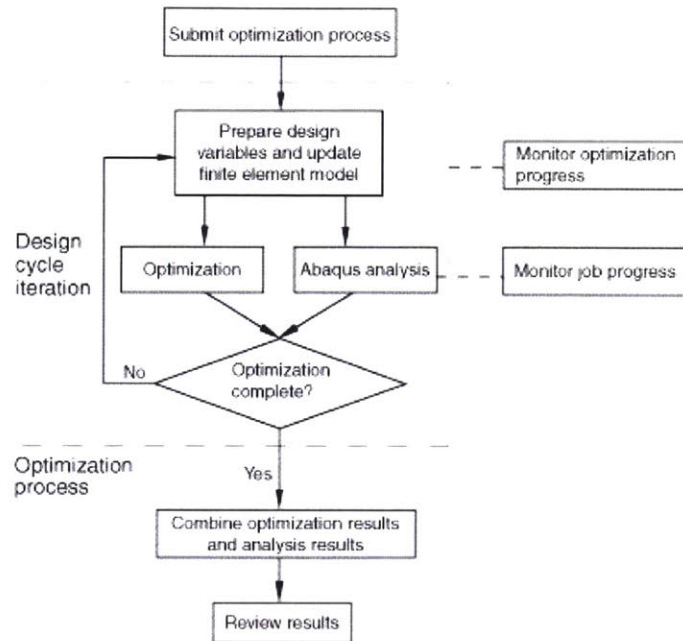 Submit optimization process
Prepare design
variables and update
finite element model
Monitor optimization
progress
Design
cycle
iteration
Optimization
Abaqus analysis
Monitor job progress
No
Optimization
complete?
Optimization
process
Yes
Combine optimization results
and analysis results
Review results